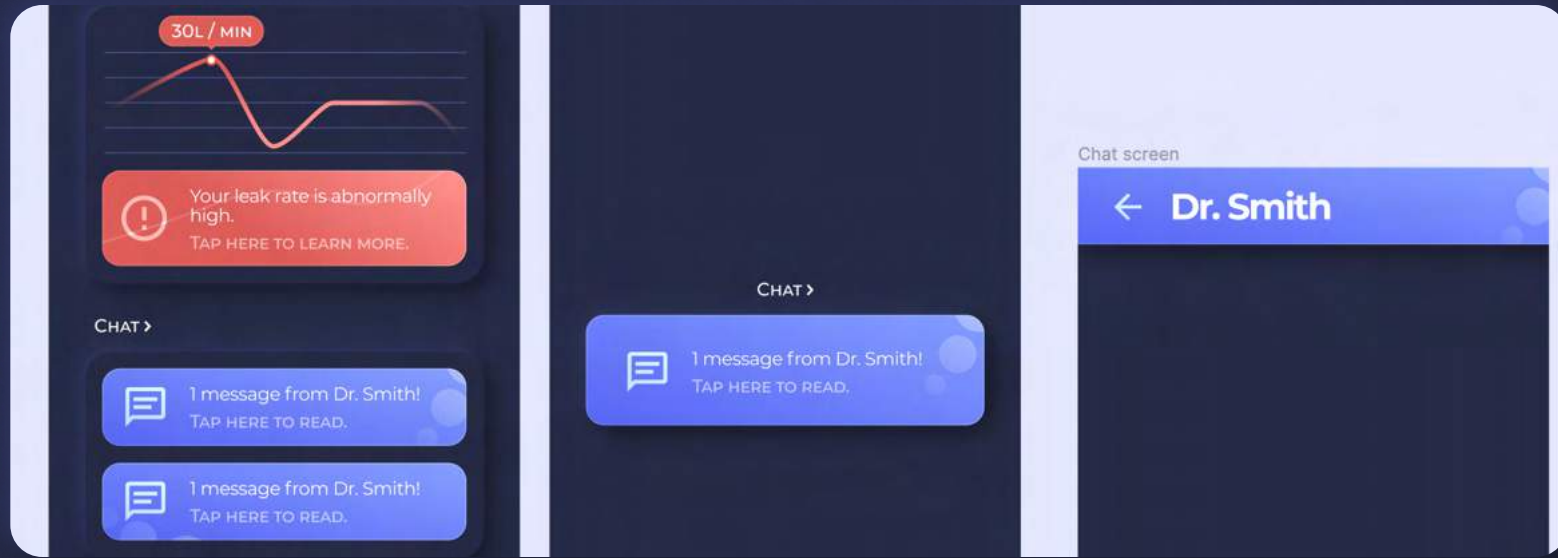 30L / MIN
Your leak rate is abnormally
high.
TAP HERE TO LEARN MORE.
CHAT >
1 message from Dr. Smith!
TAP HERE TO READ.
1 message from Dr. Smith!
TAP HERE TO READ.
CHAT >
1 message from Dr. Smith!
TAP HERE TO READ.
Chat screen
Dr. Smith